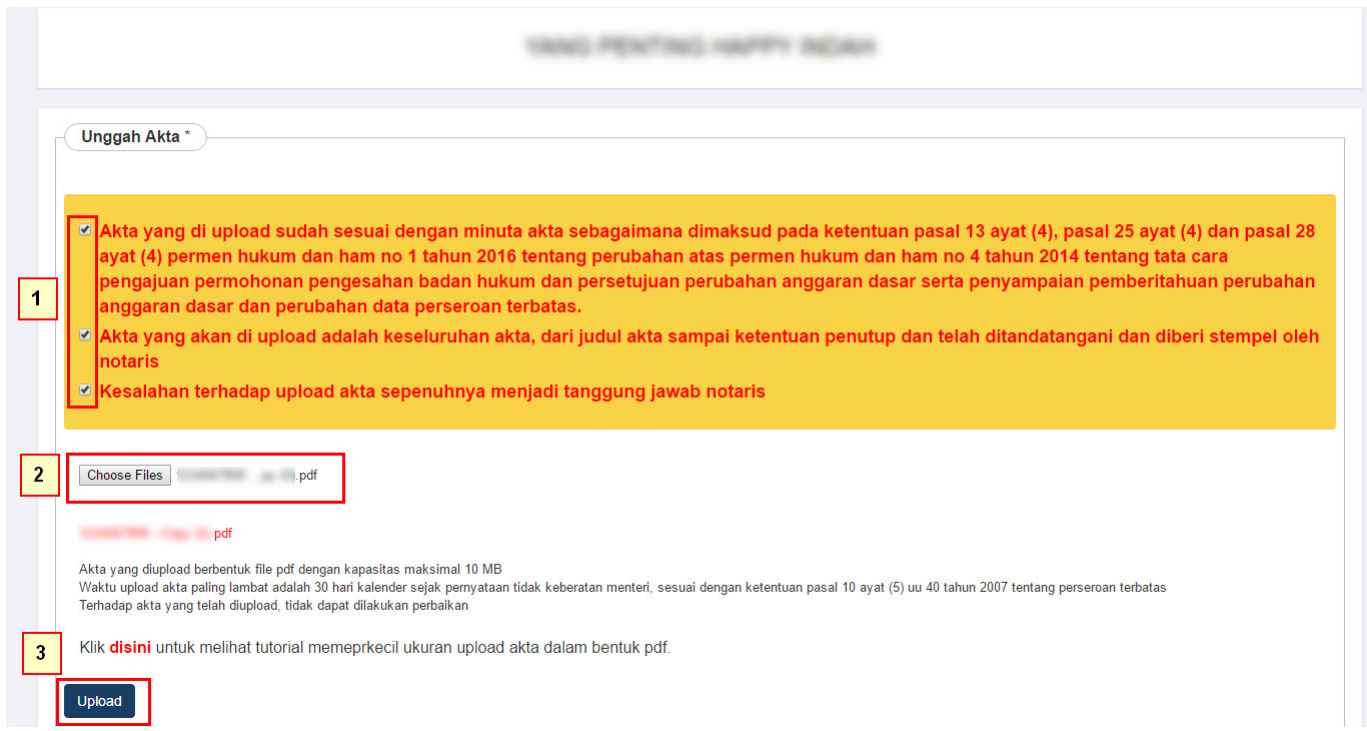 YANG PENTING HAPPY INDAH
Unggah Akta *
Akta yang di upload sudah sesuai dengan minuta akta sebagaimana dimaksud pada ketentuan pasal 13 ayat (4), pasal 25 ayat (4) dan pasal 28
ayat (4) permen hukum dan ham no 1 tahun 2016 tentang perubahan atas permen hukum dan ham no 4 tahun 2014 tentang tata cara
1
pengajuan permohonan pengesahan badan hukum dan persetujuan perubahan anggaran dasar serta penyampaian pemberitahuan perubahan
anggaran dasar dan perubahan data perseroan terbatas.
Akta yang akan di upload adalah keseluruhan akta, dari judul akta sampai ketentuan penutup dan telah ditandatangani dan diberi stempel oleh
notaris
Kesalahan terhadap upload akta sepenuhnya menjadi tanggung jawab notaris
2
Choose Files .pdf
pdf
Akta yang diupload berbentuk file pdf dengan kapasitas maksimal 10 MB
Waktu upload akta paling lambat adalah 30 hari kalender sejak pernyataan tidak keberatan menteri, sesuai dengan ketentuan pasal 10 ayat (5) uu 40 tahun 2007 tentang perseroan terbatas
Terhadap akta yang telah diupload, tidak dapat dilakukan perbaikan
3
Klik disini untuk melihat tutorial memeprkecil ukuran upload akta dalam bentuk pdf.
Upload